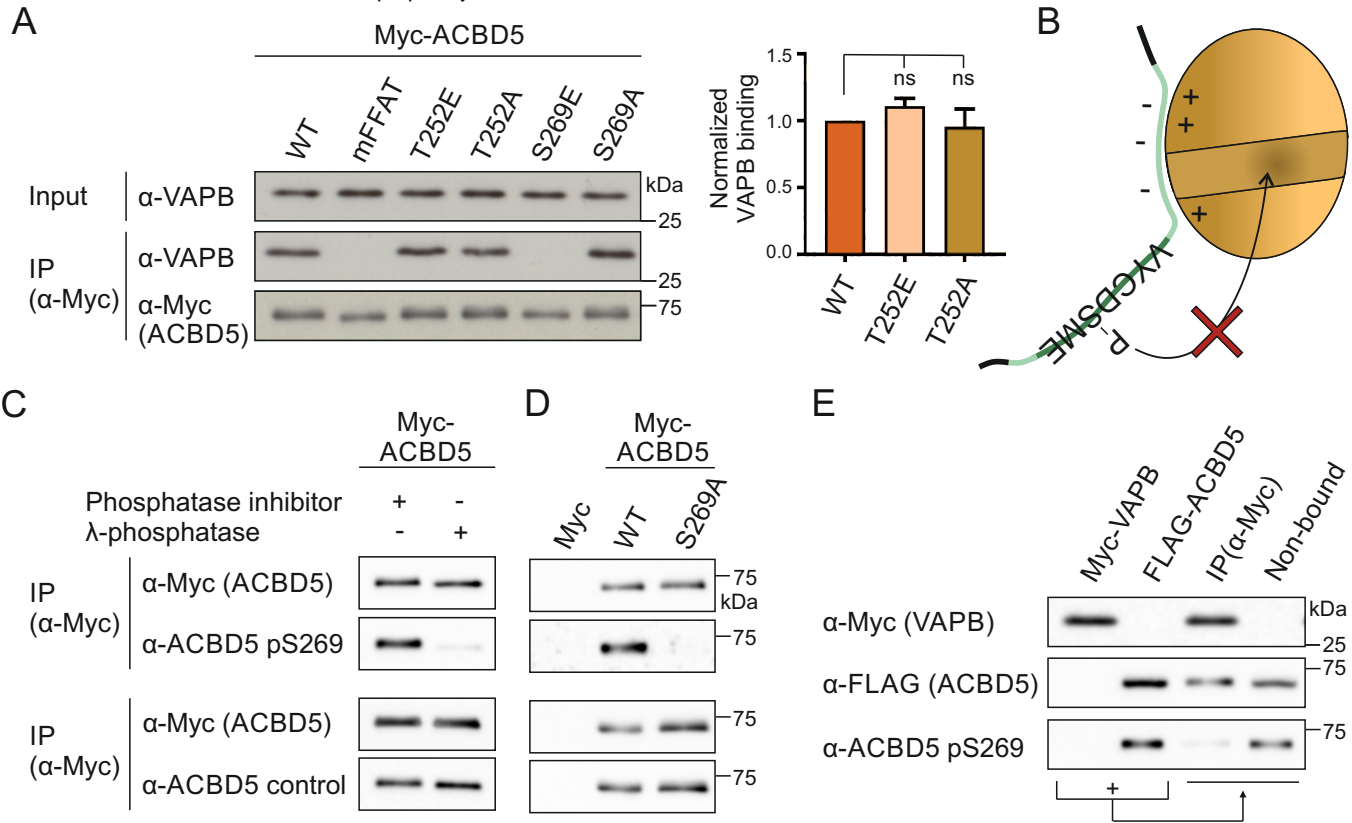 A
Myc-ACBD5
WT
mFFAT
T252E
T252A
S269E
S269A
Input
α-VAPB
kDa
25
IP
(α-Myc)
α-VAPB
25
α-Myc
(ACBD5)
75
Normalized
VAPB binding
1.5
1.0
0.5
0.0
ns
ns
WT
T252E
T252A
B
-
-
-
+
+
+
VYCDSME
P
C
Myc-
ACBD5
Phosphatase inhibitor + -
λ-phosphatase - +
IP
(α-Myc)
α-Myc (ACBD5)
α-ACBD5 pS269
IP
(α-Myc)
α-Myc (ACBD5)
α-ACBD5 control
D
Myc-
ACBD5
Myc
WT
S269A
75
kDa
75
75
75
E
Myc-VAPB
FLAG-ACBD5
IP(α-Myc)
Non-bound
α-Myc (VAPB)
kDa
25
α-FLAG (ACBD5)
75
α-ACBD5 pS269
75
+